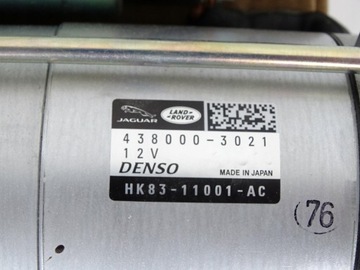 JAGUAR
LAND-
ROVER
438000-3021
12V
DENSO
MADE IN JAPAN
HK83-11001-AC
76